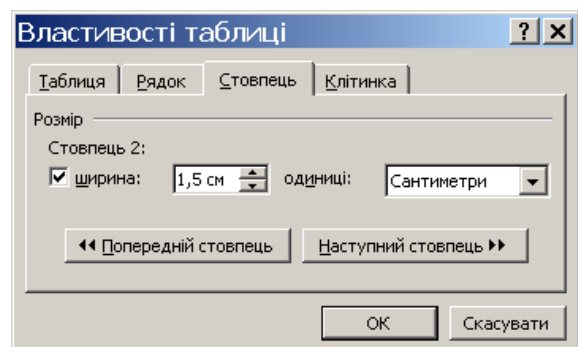 Властивості таблиці
Таблиця Рядок Стовпець Клітинка
Розмір
Стовпець 2:
ширина: 1,5 см одиниці: Сантиметри
Попередній стовпець Наступний стовпець
ОК Скасувати